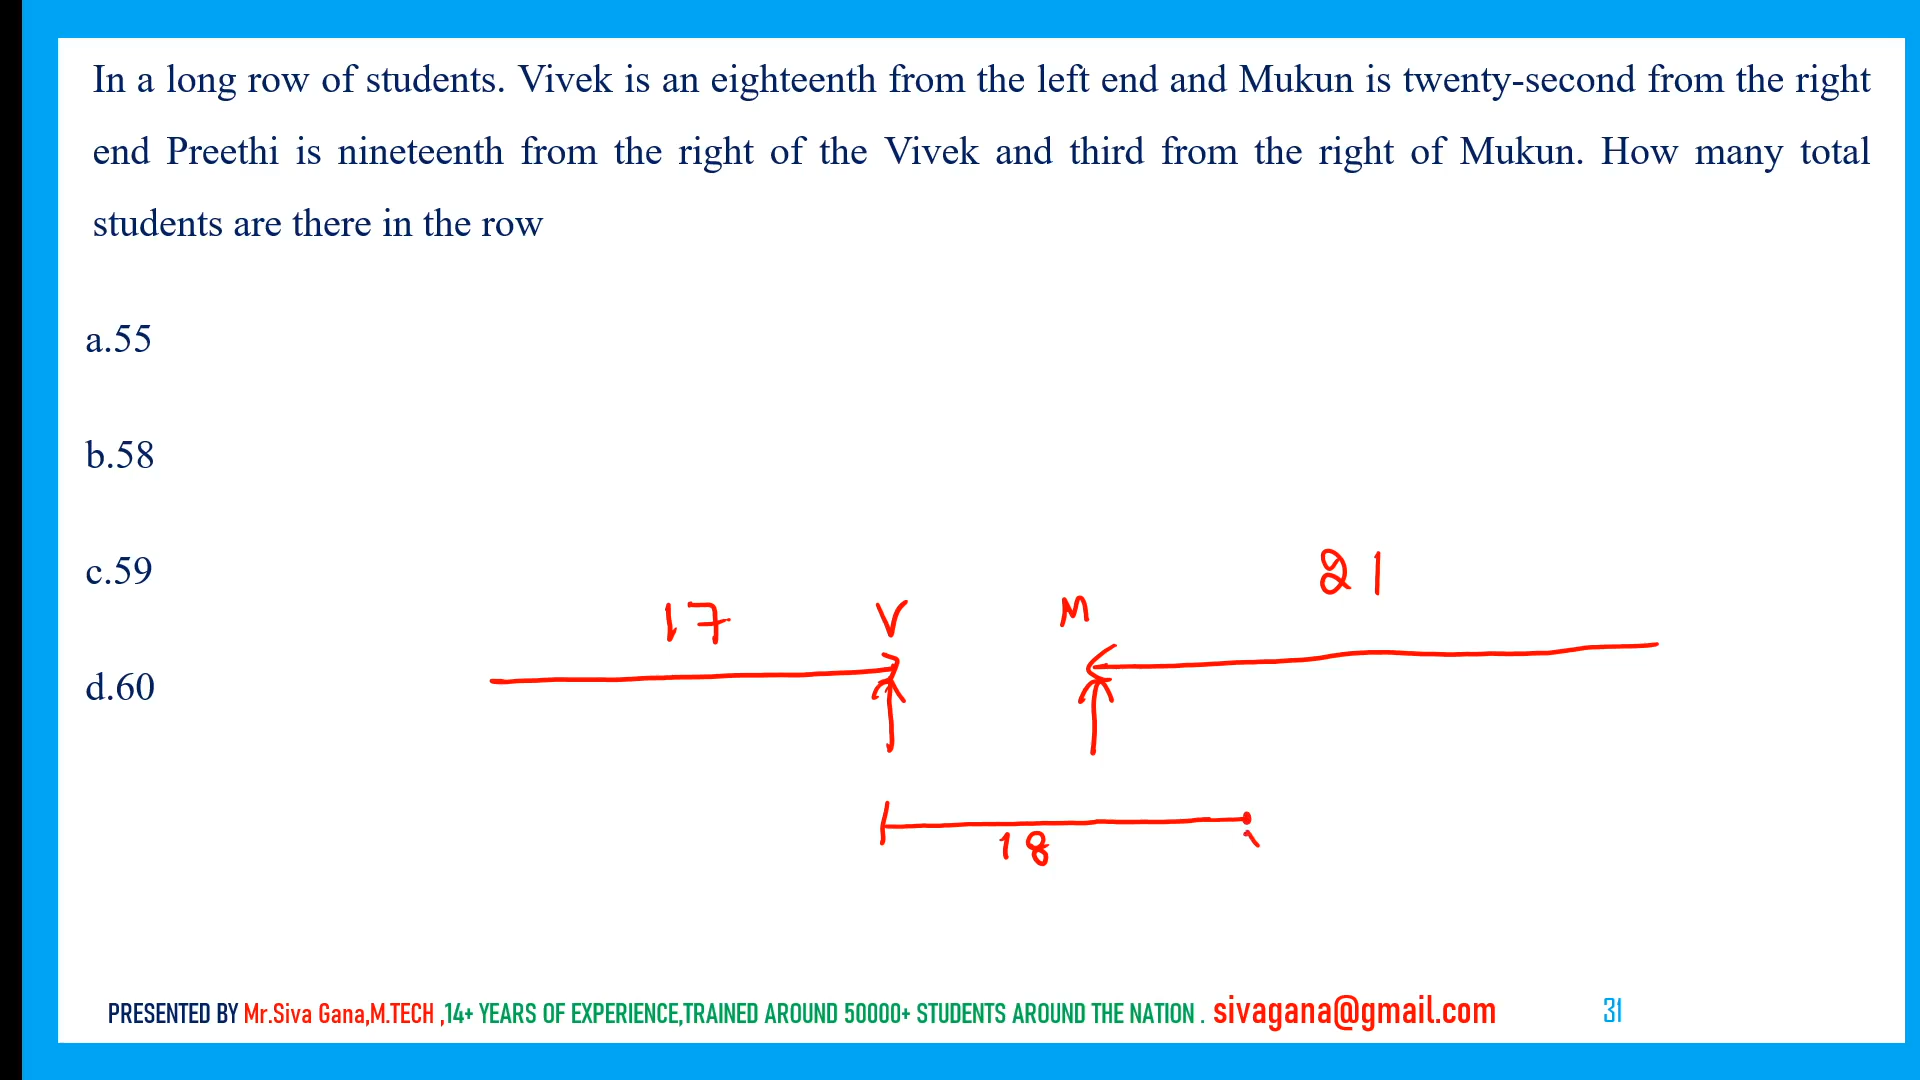 In a long row of students. Vivek is an eighteenth from the left end and Mukun is twenty-second from the right
end Preethi is nineteenth from the right of the Vivek and third from the right of Mukun. How many total
students are there in the row
a.55
b.58
c.59
d.60
21
17 V M
18
PRESENTED BY Mr.Siva Gana,M.TECH ,14+ YEARS OF EXPERIENCE,TRAINED AROUND 50000+ STUDENTS AROUND THE NATION . sivagana@gmail.com 31